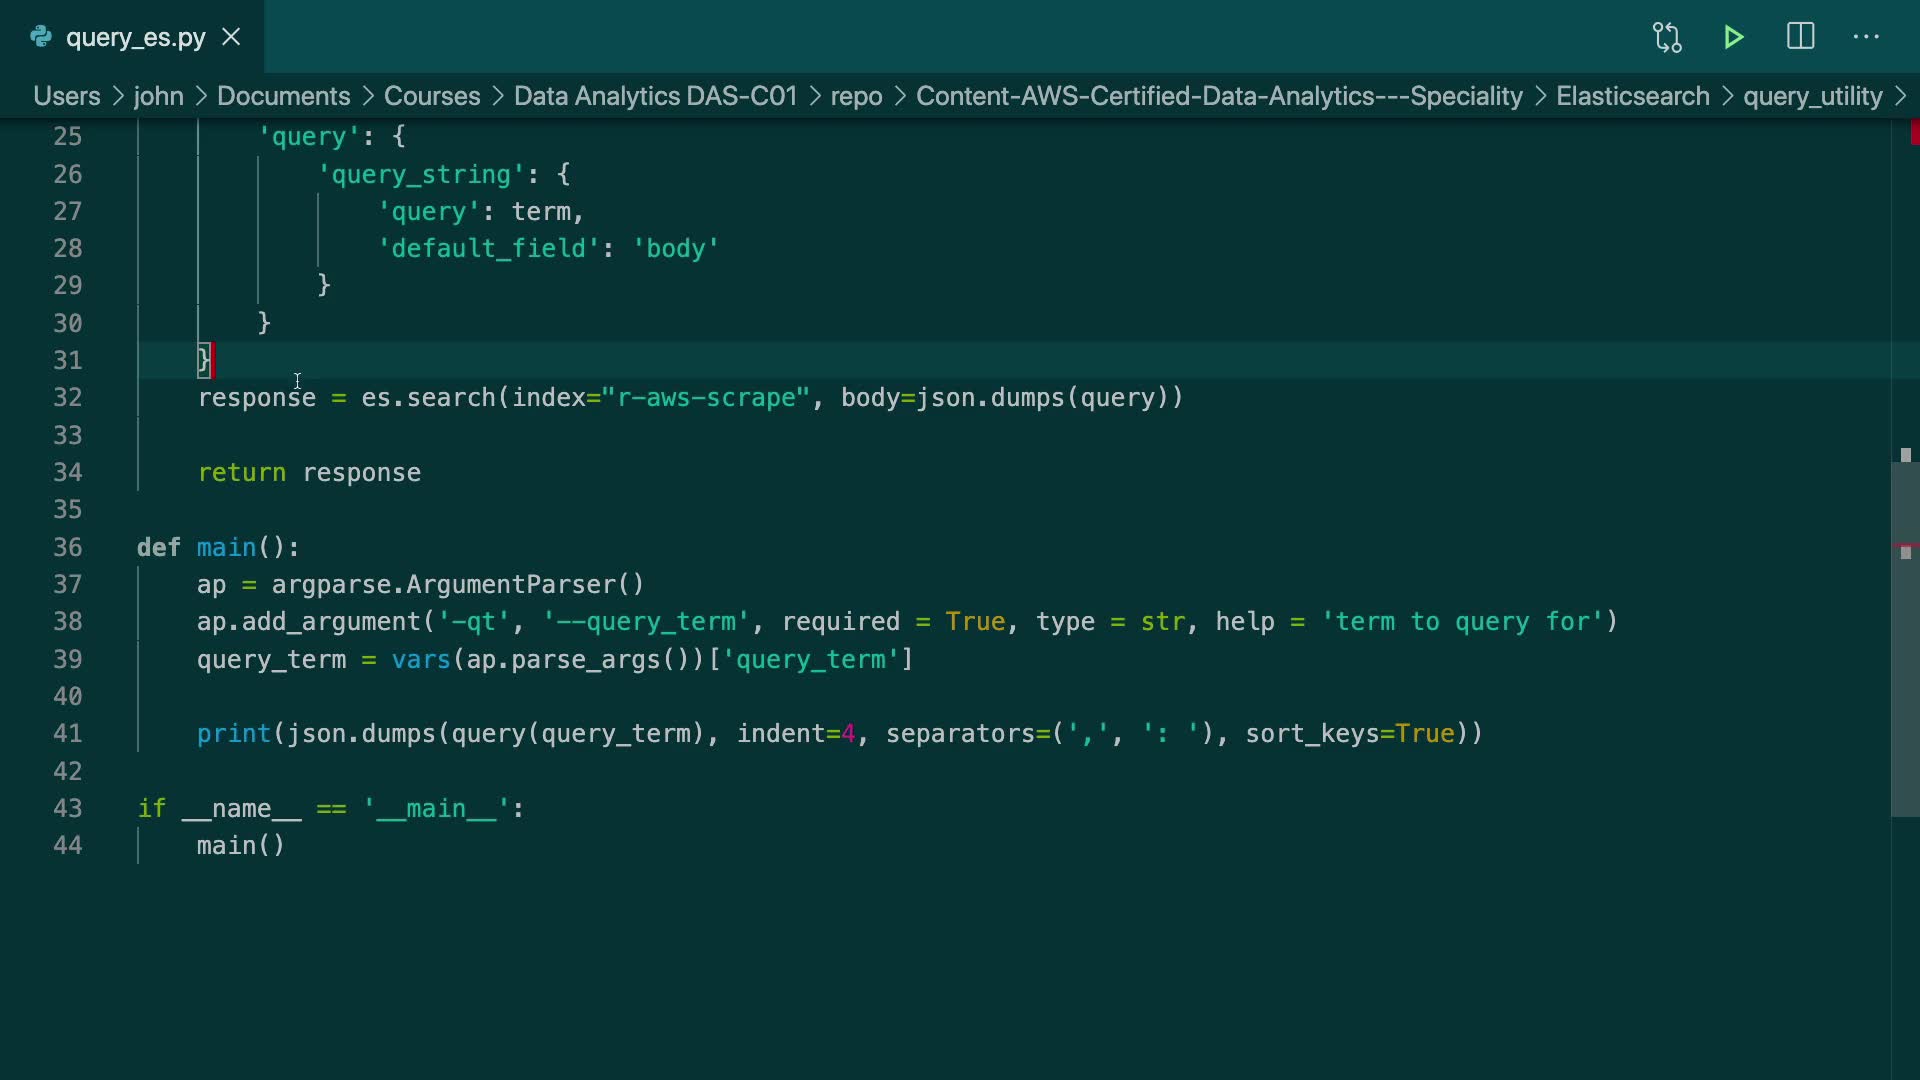 query_es.py
Users > john > Documents > Courses > Data Analytics DAS-C01 > repo > Content-AWS-Certified-Data-Analytics---Speciality > Elasticsearch > query_utility >
25 'query': {
26 'query_string': {
27 'query': term,
28 'default_field': 'body'
29 }
30 }
31 }
32 response = es.search(index="r-aws-scrape", body=json.dumps(query))
33
34 return response
35
36 def main():
37 ap = argparse.ArgumentParser()
38 ap.add_argument('-qt', '--query_term', required = True, type = str, help = 'term to query for')
39 query_term = vars(ap.parse_args())['query_term']
40
41 print(json.dumps(query(query_term), indent=4, separators=(',', ': '), sort_keys=True))
42
43 if __name__ == '__main__':
44 main()